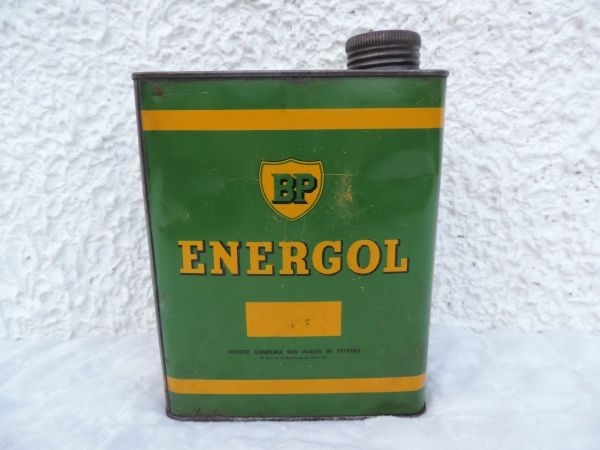 BP
ENERGOL
SOCIÉTÉ GÉNÉRALE DES HUILES DE PÉTROLE